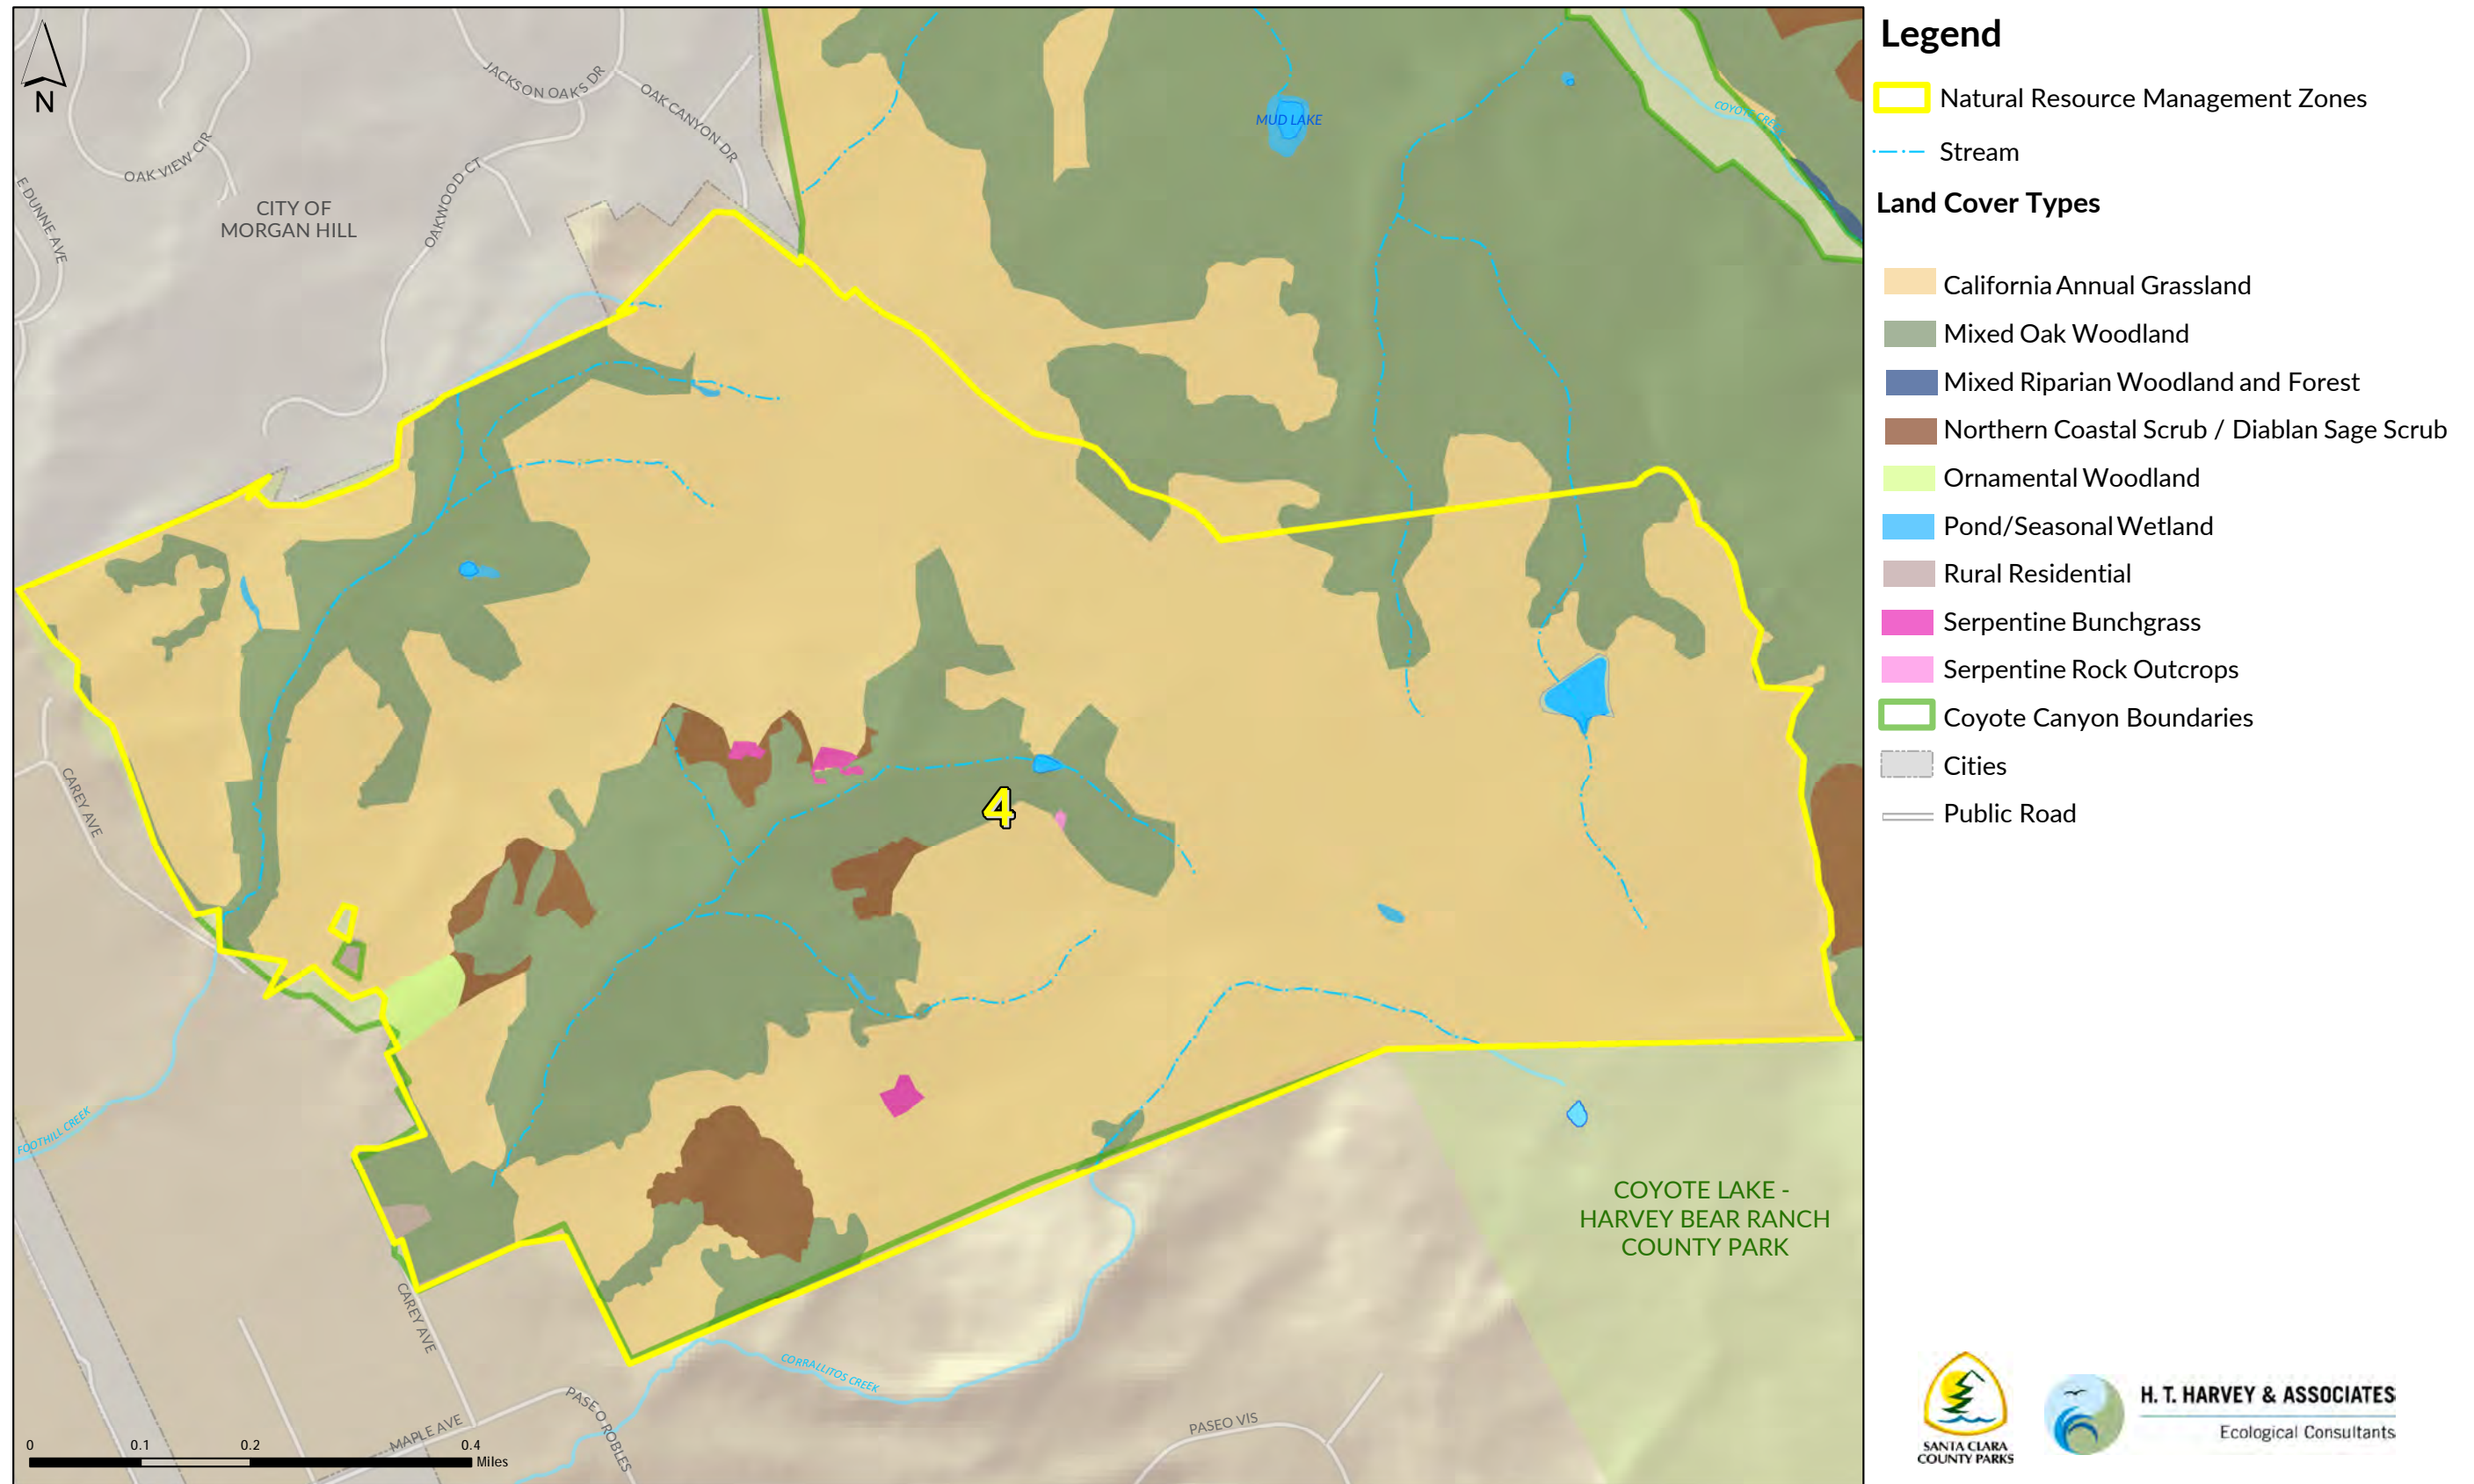 N
JACKSON OAKS DR
OAK CANYON DR
OAK VIEW CIR
E DUNNE AVE
OAKWOOD CT
CITY OF
MORGAN HILL
MUD LAKE
COYOTE CREEK
4
CAREY AVE
FOOTHILL CREEK
COYOTE LAKE -
HARVEY BEAR RANCH
COUNTY PARK
CAREY AVE
CORRALLITOS CREEK
MAPLE AVE
PASEO ROBLES
PASEO VIS
0 0.1 0.2 0.4
Miles
Legend
Natural Resource Management Zones
Stream
Land Cover Types
California Annual Grassland
Mixed Oak Woodland
Mixed Riparian Woodland and Forest
Northern Coastal Scrub / Diablan Sage Scrub
Ornamental Woodland
Pond/Seasonal Wetland
Rural Residential
Serpentine Bunchgrass
Serpentine Rock Outcrops
Coyote Canyon Boundaries
Cities
Public Road
SANTA CLARA
COUNTY PARKS
H. T. HARVEY & ASSOCIATES
Ecological Consultants